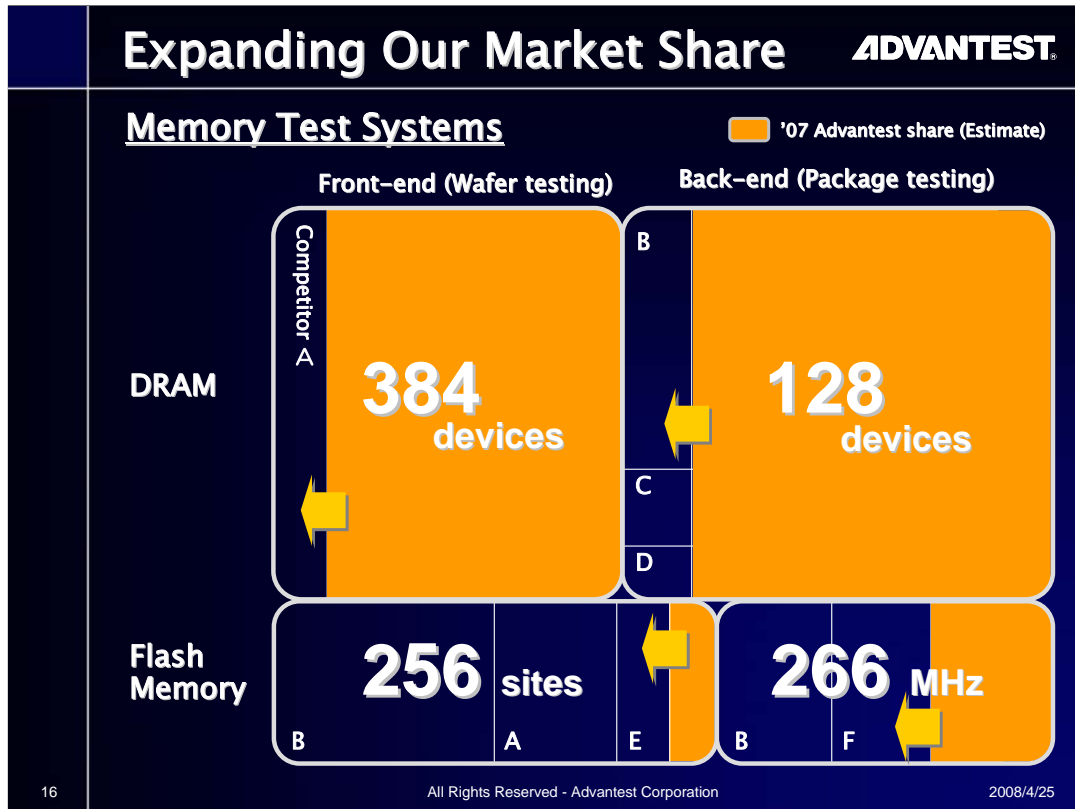 Expanding Our Market Share
ADVANTEST®
Memory Test Systems
’07 Advantest share (Estimate)
Front-end (Wafer testing)
Back-end (Package testing)
DRAM
Competitor A
384
devices
B
C
D
128
devices
Flash
Memory
256 sites
B
A
E
266 MHz
B
F
16
All Rights Reserved - Advantest Corporation
2008/4/25